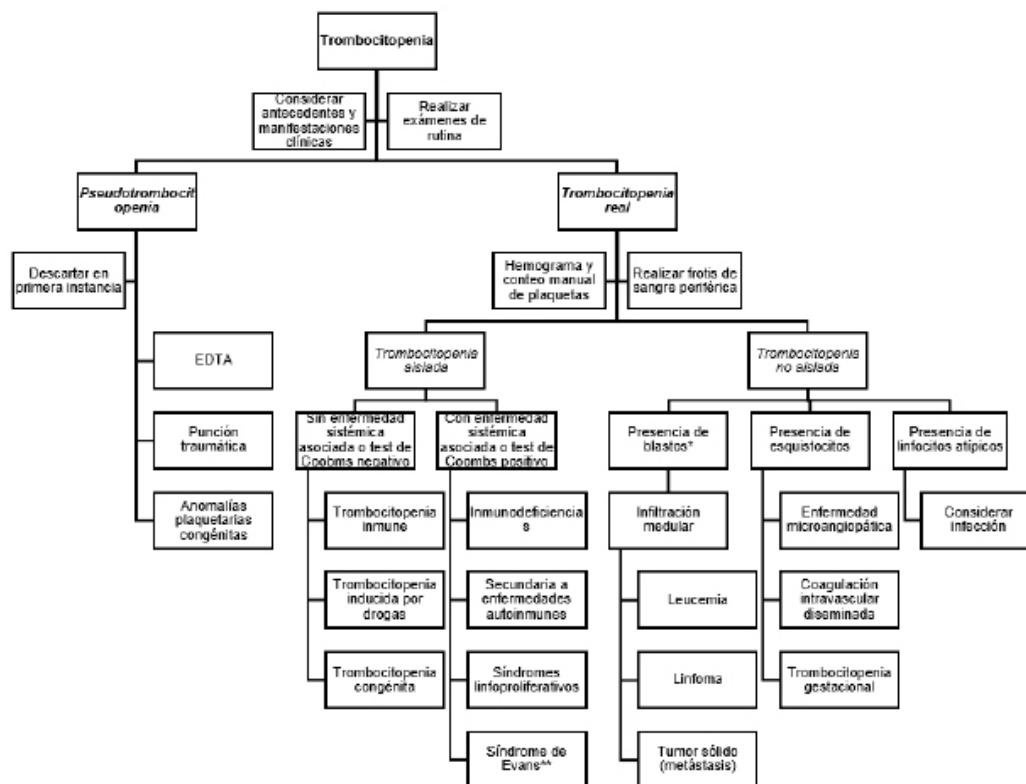 Trombocitopenia
Considerar
antecedentes y
manifestaciones
clínicas
Realizar
exámenes de
rutina
Pseudotrombocit
openia
Trombocitopenia
real
Descartar en
primera instancia
Hemograma y
conteo manual
de plaquetas
Realizar frotis de
sangre periférica
EDTA
Punción
traumática
Anomalías
plaquetarias
congénitas
Trombocitopenia
aislada
Trombocitopenia
no aislada
Sin enfermedad
sistémica
asociada o test de
Coobms negativo
Con enfermedad
sistémica
asociada o test de
Coombs positivo
Presencia de
blastos*
Presencia de
esquistocitos
Presencia de
linfocitos atípicos
Trombocitopenia
inmune
Inmunodeficiencia
s
Infiltración
medular
Enfermedad
microangiopática
Considerar
infección
Trombocitopenia
inducida por
drogas
Secundaria a
enfermedades
autoinmunes
Leucemia
Coagulación
intravascular
diseminada
Trombocitopenia
congénita
Síndromes
linfoproliferativos
Linfoma
Trombocitopenia
gestacional
Síndrome de
Evans**
Tumor sólido
(metástasis)